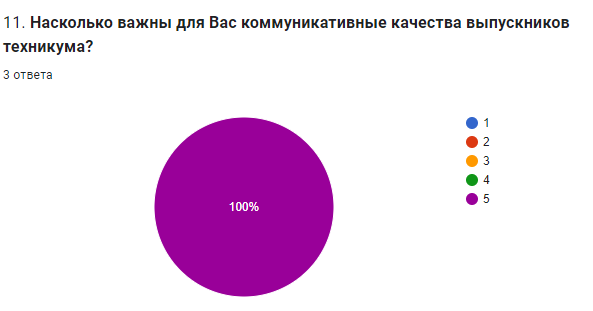 11. Насколько важны для Вас коммуникативные качества выпускников
техникума?
3 ответа
100%
1
2
3
4
5